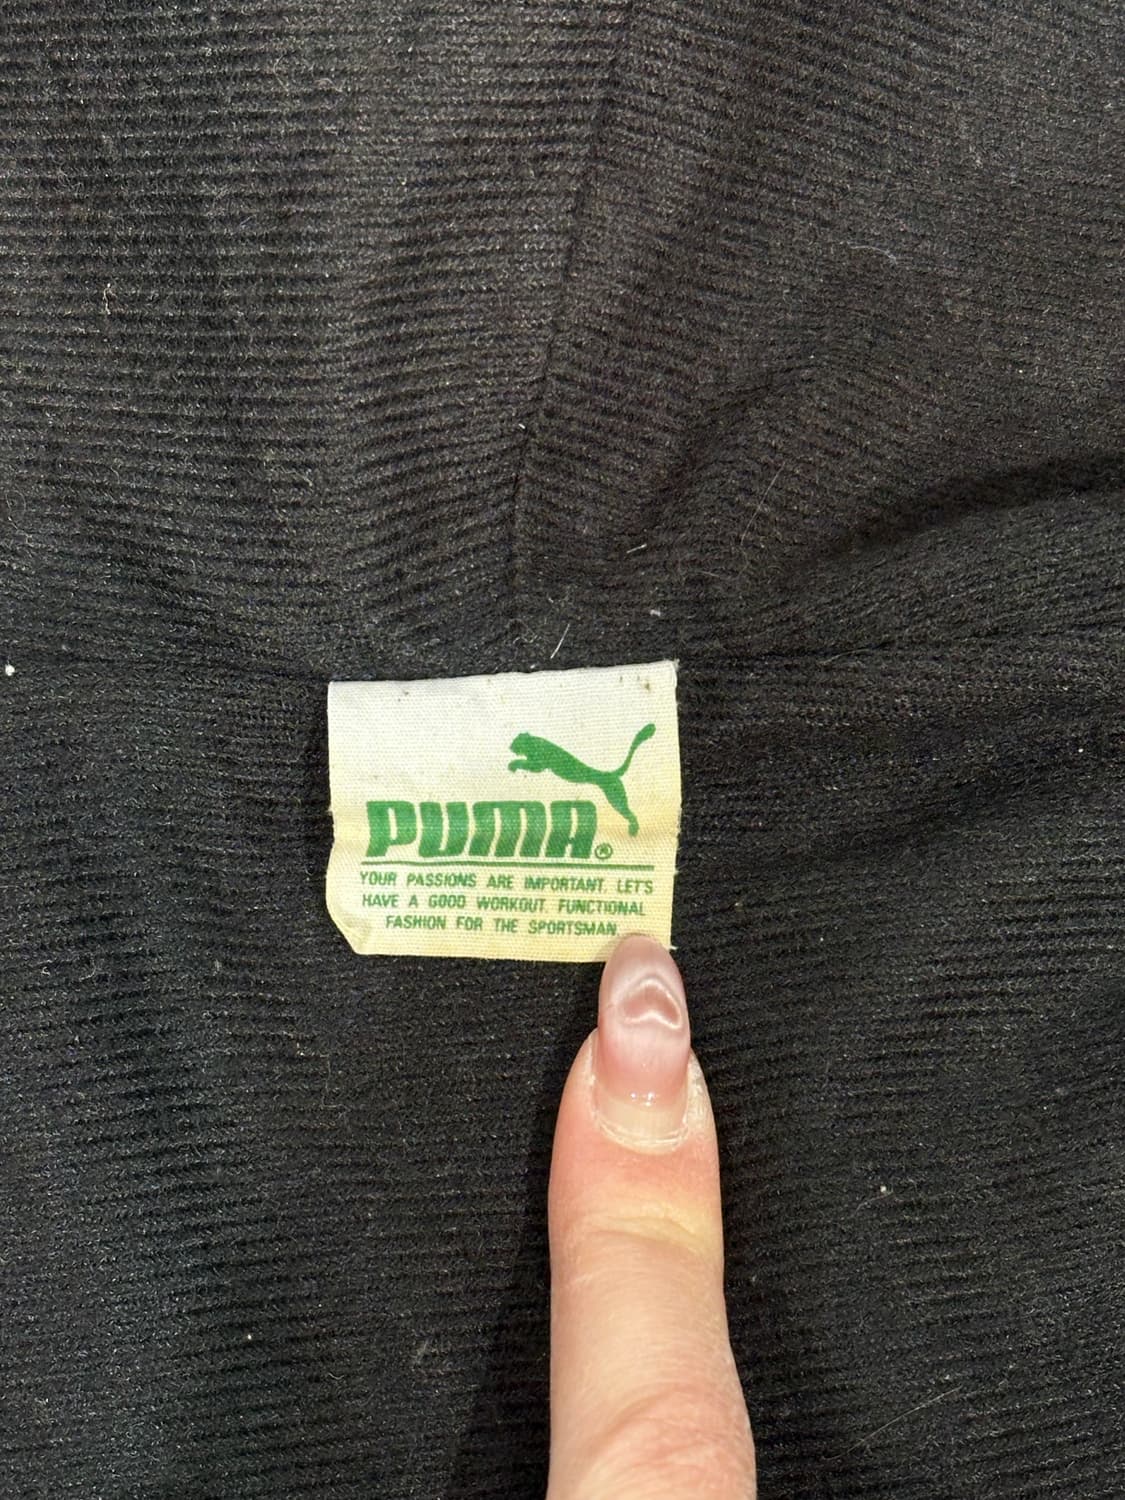 PUMA®
YOUR PASSIONS ARE IMPORTANT. LET'S
HAVE A GOOD WORKOUT. FUNCTIONAL
FASHION FOR THE SPORTSMAN